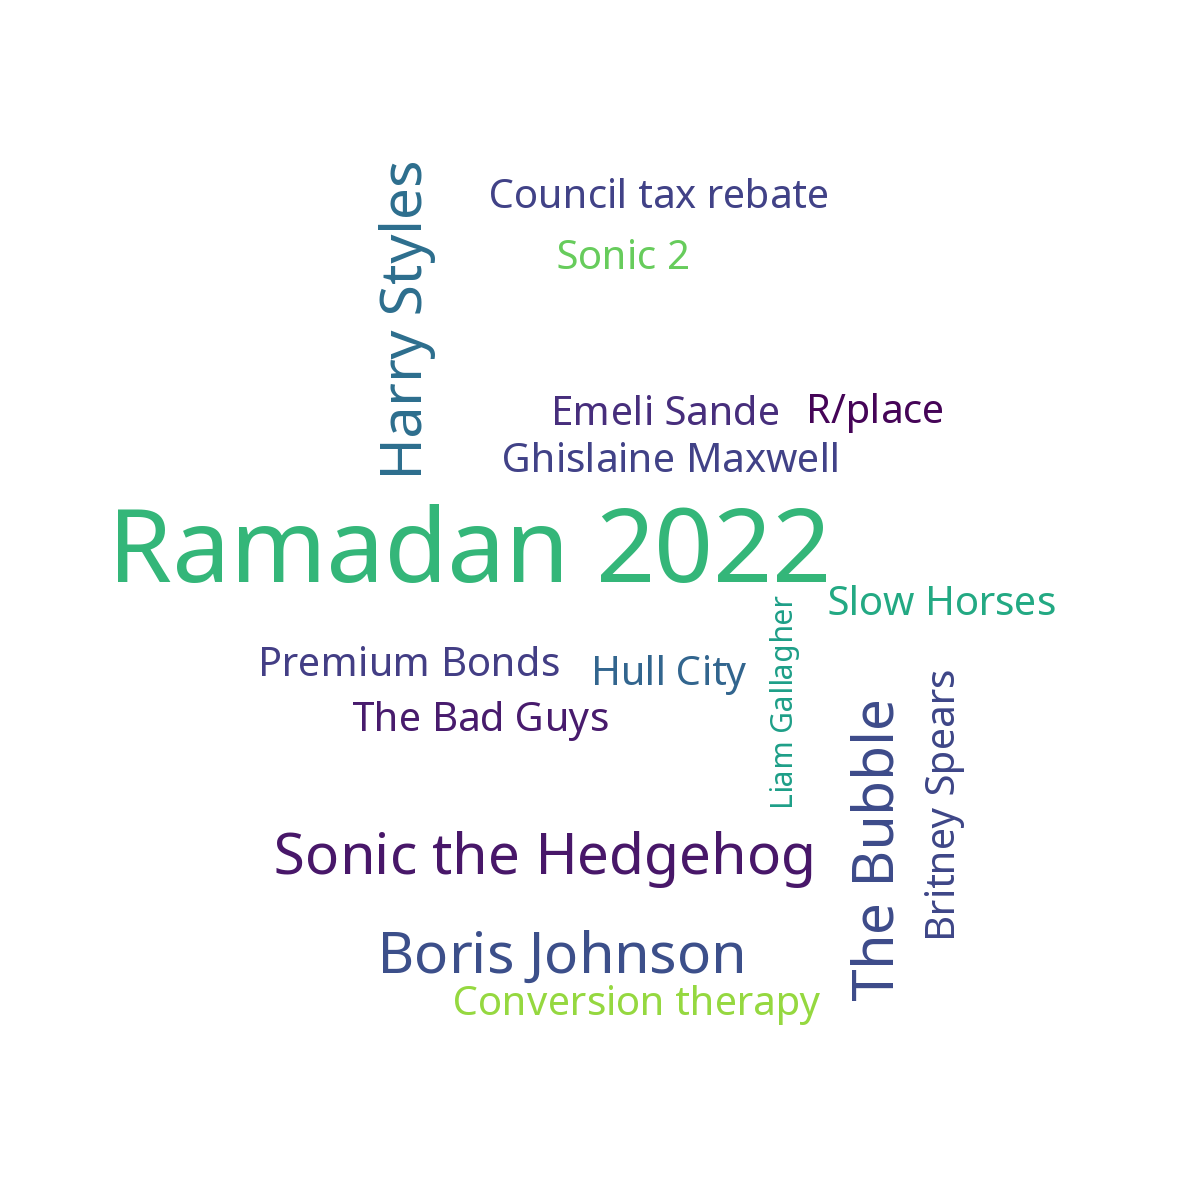 Harry Styles
Council tax rebate
Sonic 2
Emeli Sande
R/place
Ghislaine Maxwell
Ramadan 2022
Slow Horses
Liam Gallagher
Premium Bonds
Hull City
The Bad Guys
The Bubble
Britney Spears
Sonic the Hedgehog
Boris Johnson
Conversion therapy